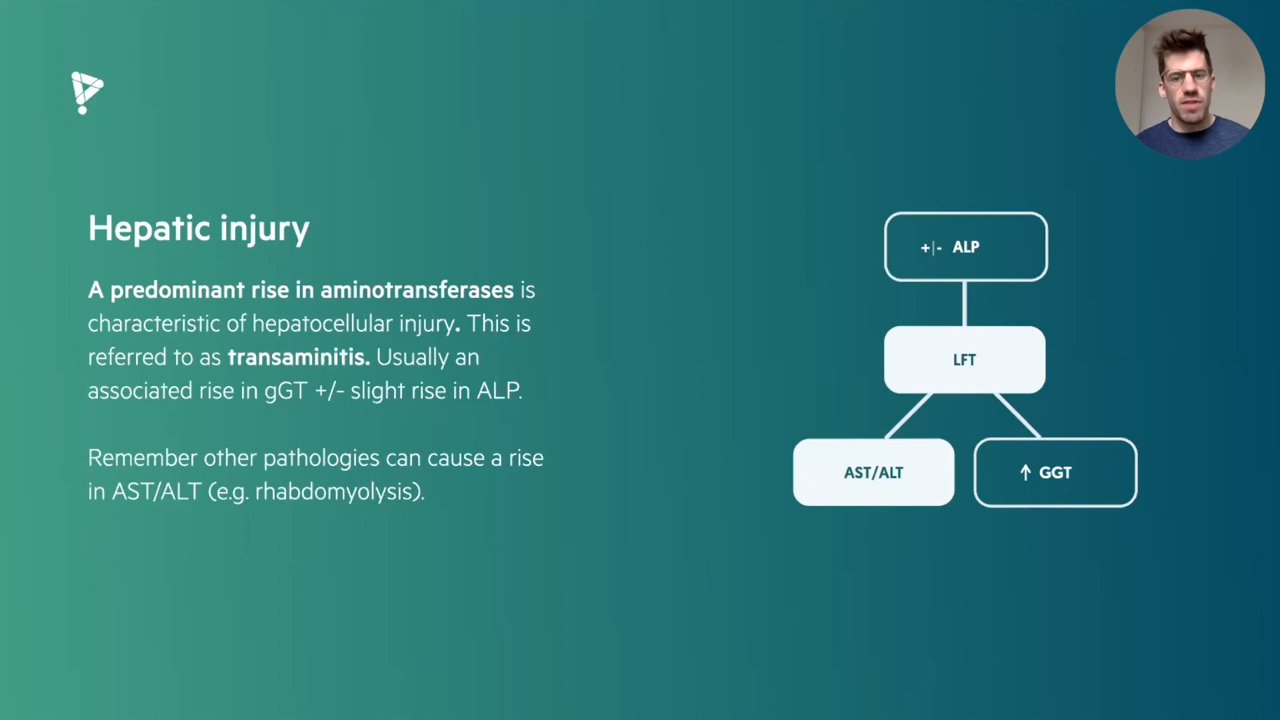 Hepatic injury
A predominant rise in aminotransferases is
characteristic of hepatocellular injury. This is
referred to as transaminitis. Usually an
associated rise in gGT +/- slight rise in ALP.
Remember other pathologies can cause a rise
in AST/ALT (e.g. rhabdomyolysis).
+|- ALP
LFT
AST/ALT
↑ GGT